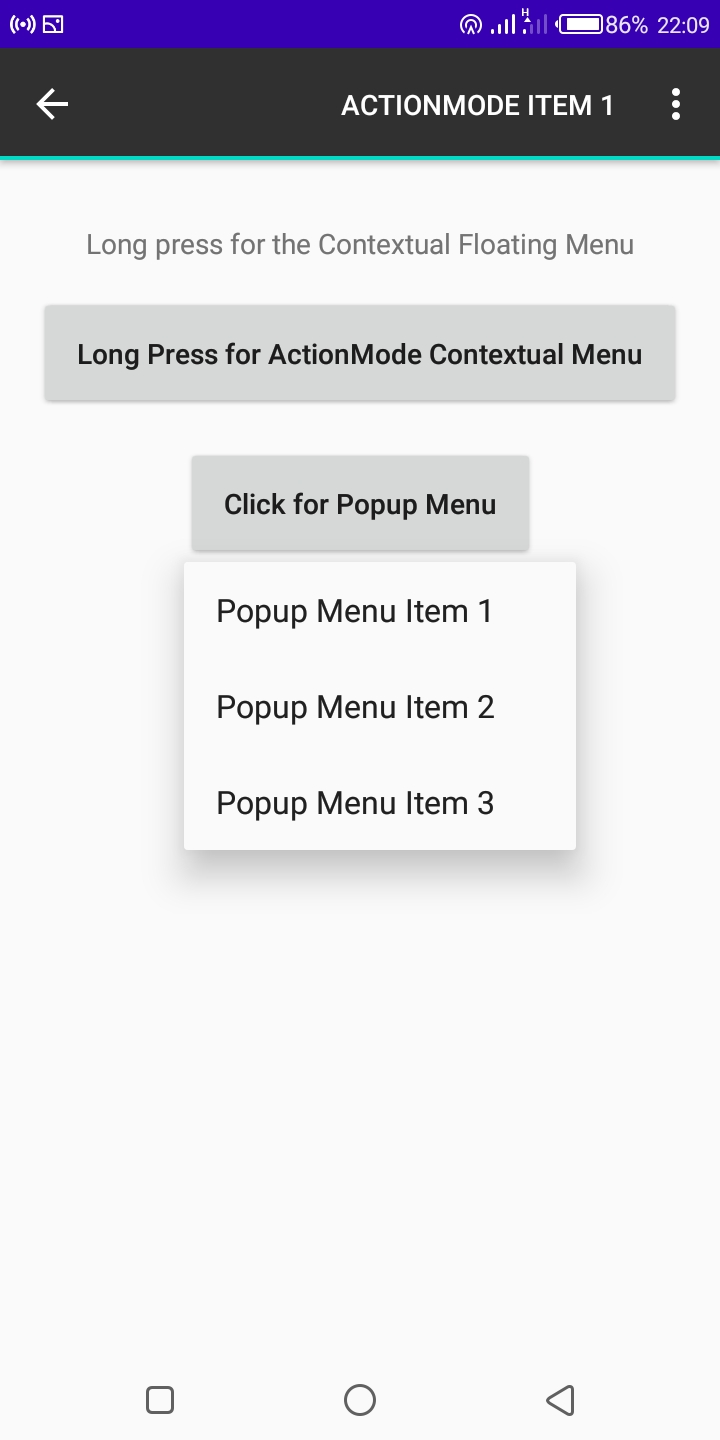 H
86% 22:09
ACTIONMODE ITEM 1
Long press for the Contextual Floating Menu
Long Press for ActionMode Contextual Menu
Click for Popup Menu
Popup Menu Item 1
Popup Menu Item 2
Popup Menu Item 3